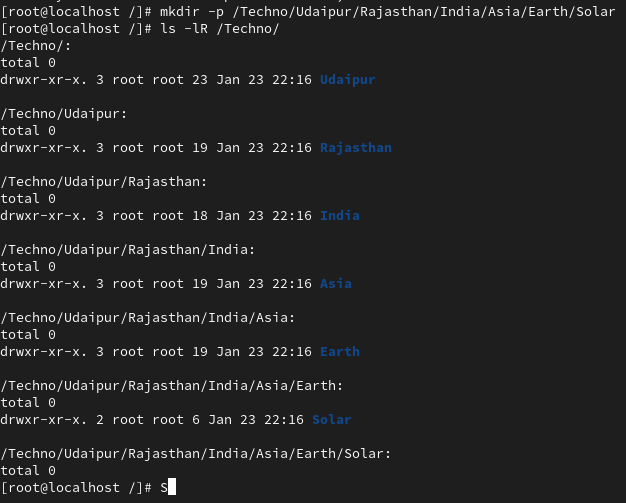 [root@localhost /]# mkdir -p /Techno/Udaipur/Rajasthan/India/Asia/Earth/Solar
[root@localhost /]# ls -lR /Techno/
/Techno/:
total 0
drwxr-xr-x. 3 root root 23 Jan 23 22:16 Udaipur
/Techno/Udaipur:
total 0
drwxr-xr-x. 3 root root 19 Jan 23 22:16 Rajasthan
/Techno/Udaipur/Rajasthan:
total 0
drwxr-xr-x. 3 root root 18 Jan 23 22:16 India
/Techno/Udaipur/Rajasthan/India:
total 0
drwxr-xr-x. 3 root root 19 Jan 23 22:16 Asia
/Techno/Udaipur/Rajasthan/India/Asia:
total 0
drwxr-xr-x. 3 root root 19 Jan 23 22:16 Earth
/Techno/Udaipur/Rajasthan/India/Asia/Earth:
total 0
drwxr-xr-x. 2 root root 6 Jan 23 22:16 Solar
/Techno/Udaipur/Rajasthan/India/Asia/Earth/Solar:
total 0
[root@localhost /]# S